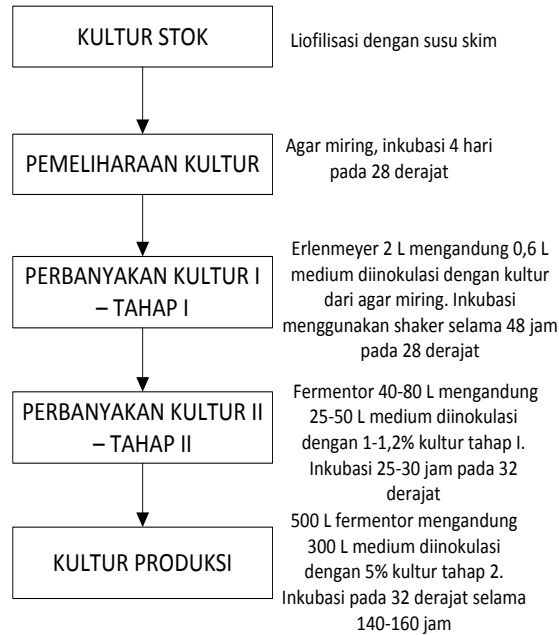 KULTUR STOK
Liofilisasi dengan susu skim
PEMELIHARAAN KULTUR
Agar miring, inkubasi 4 hari
pada 28 derajat
PERBANYAKAN KULTUR I
– TAHAP I
Erlenmeyer 2 L mengandung 0,6 L
medium diinokulasi dengan kultur
dari agar miring. Inkubasi
menggunakan shaker selama 48 jam
pada 28 derajat
PERBANYAKAN KULTUR II
– TAHAP II
Fermentor 40-80 L mengandung
25-50 L medium diinokulasi
dengan 1-1,2% kultur tahap I.
Inkubasi 25-30 jam pada 32
derajat
KULTUR PRODUKSI
500 L fermentor mengandung
300 L medium diinokulasi
dengan 5% kultur tahap 2.
Inkubasi pada 32 derajat selama
140-160 jam